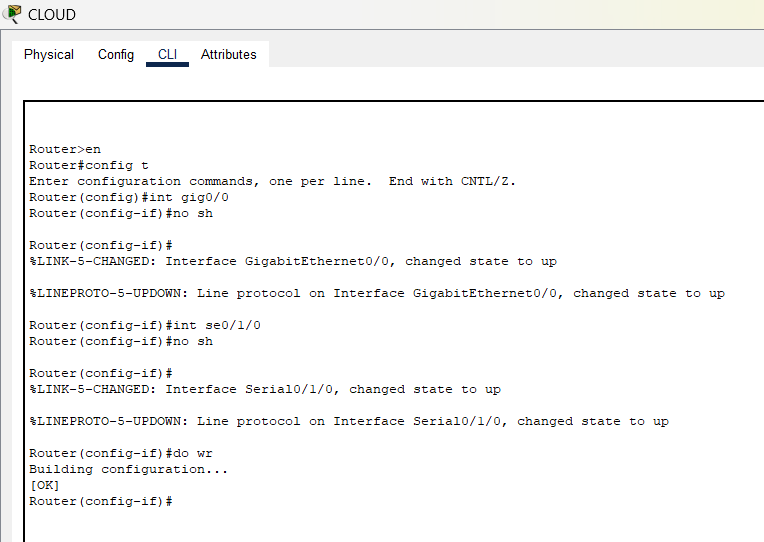 CLOUD
Physical Config CLI Attributes
Router>en
Router#config t
Enter configuration commands, one per line.  End with CNTL/Z.
Router(config)#int gig0/0
Router(config-if)#no sh
Router(config-if)#
%LINK-5-CHANGED: Interface GigabitEthernet0/0, changed state to up
%LINEPROTO-5-UPDOWN: Line protocol on Interface GigabitEthernet0/0, changed state to up
Router(config-if)#int se0/1/0
Router(config-if)#no sh
Router(config-if)#
%LINK-5-CHANGED: Interface Serial0/1/0, changed state to up
%LINEPROTO-5-UPDOWN: Line protocol on Interface Serial0/1/0, changed state to up
Router(config-if)#do wr
Building configuration...
[OK]
Router(config-if)#